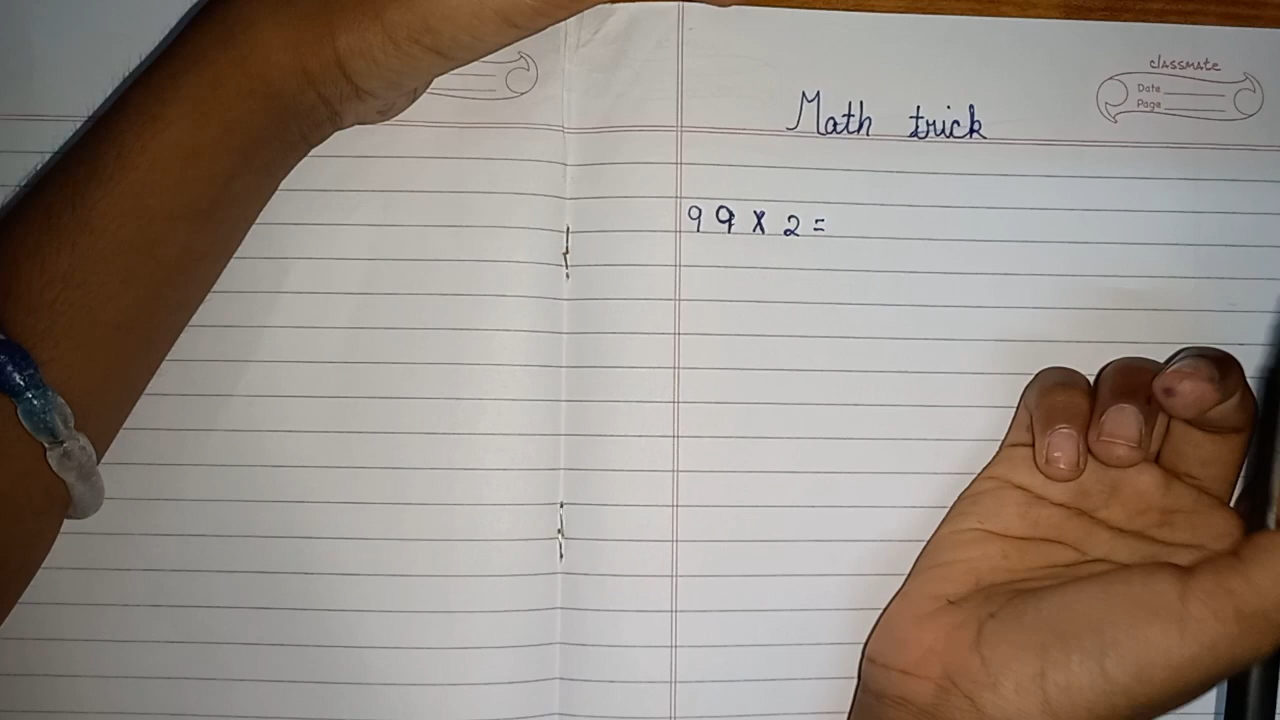 classmate
Date
Page
Math trick
99 x 2 =